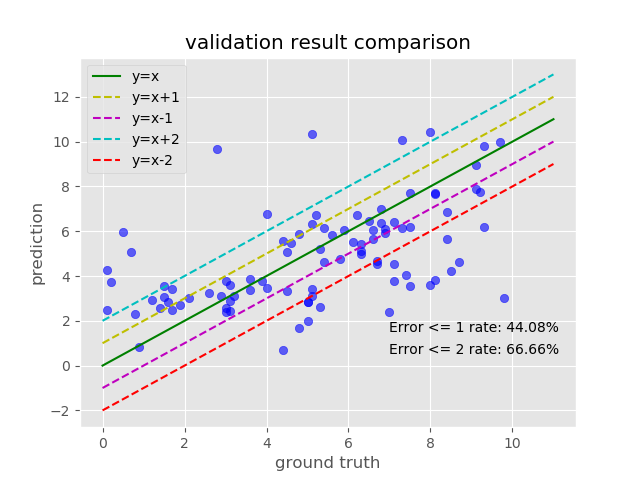 validation result comparison
y=x
y=x+1
y=x-1
y=x+2
y=x-2
12
10
8
6
4
2
0
−2
prediction
Error <= 1 rate: 44.08%
Error <= 2 rate: 66.66%
0 2 4 6 8 10
ground truth